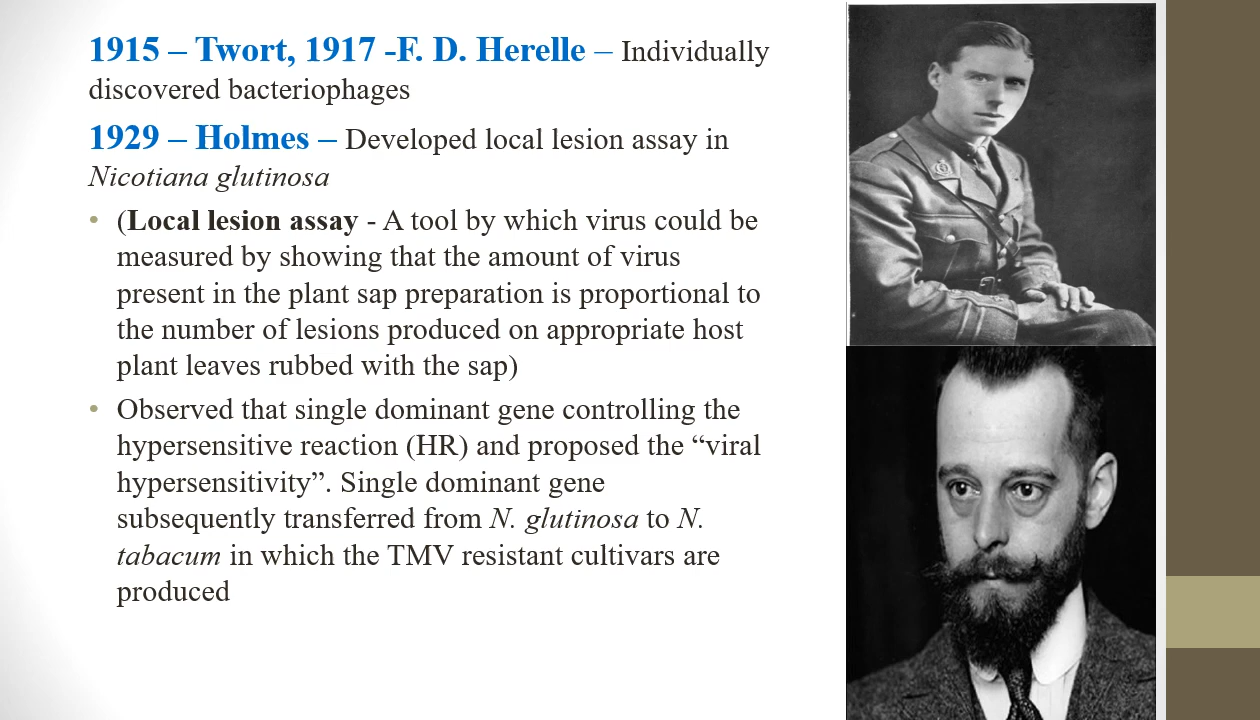 1915 – Twort, 1917 -F. D. Herelle – Individually
discovered bacteriophages
1929 – Holmes – Developed local lesion assay in
Nicotiana glutinosa
• (Local lesion assay - A tool by which virus could be
measured by showing that the amount of virus
present in the plant sap preparation is proportional to
the number of lesions produced on appropriate host
plant leaves rubbed with the sap)
• Observed that single dominant gene controlling the
hypersensitive reaction (HR) and proposed the “viral
hypersensitivity”. Single dominant gene
subsequently transferred from N. glutinosa to N.
tabacum in which the TMV resistant cultivars are
produced